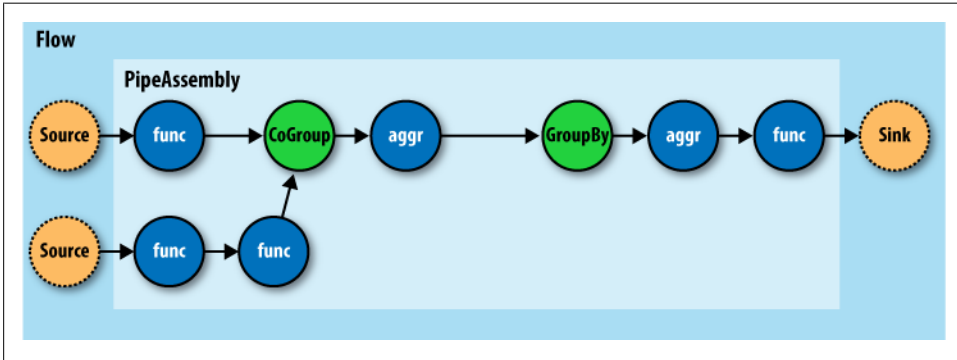 Flow
PipeAssembly
Source func CoGroup aggr GroupBy aggr func Sink
Source func func